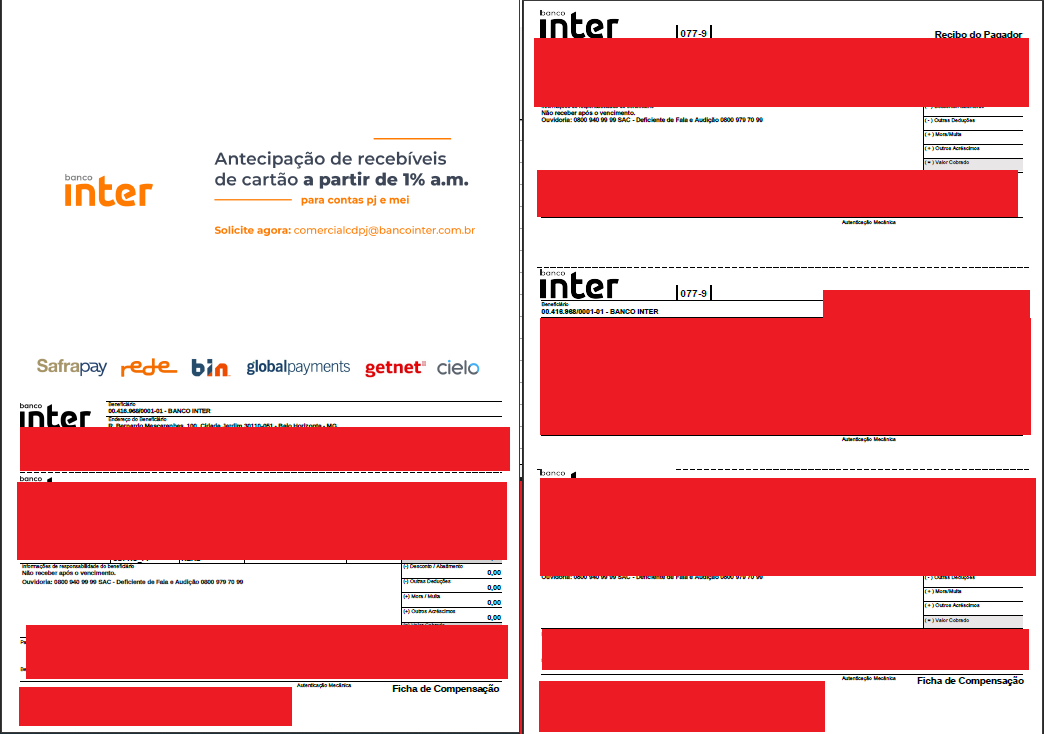 banco
inter
Antecipação de recebíveis
de cartão a partir de 1% a.m.
para contas pj e mei
Solicite agora: comercialcdpj@bancointer.com.br
Safrapay rede bin globalpayments getnet cielo
banco
inter
Beneficiário
00.416.968/0001-01 - BANCO INTER
Endereço do Beneficiário
R. Bernardo Mascarenhas, 100, Cidade Jardim 30110-051 - Belo Horizonte - MG
banco
Informações de responsabilidade do beneficiário
Não receber após o vencimento.
Ouvidoria: 0800 940 99 99 SAC - Deficiente de Fala e Audição 0800 979 70 99
(-) Desconto / Abatimento
0,00
(-) Outras Deduções
0,00
(+) Mora / Multa
0,00
(+) Outros Acréscimos
0,00
Autenticação Mecânica
Ficha de Compensação
banco
inter
077-9
Recibo do Pagador
Não receber após o vencimento.
Ouvidoria: 0800 940 99 99 SAC - Deficiente de Fala e Audição 0800 979 70 99
( - ) Outras Deduções
( + ) Mora/Multa
( + ) Outros Acréscimos
( = ) Valor Cobrado
Autenticação Mecânica
banco
inter
077-9
Beneficiário
00.416.968/0001-01 - BANCO INTER
Autenticação Mecânica
banco
Ouvidoria: 0800 940 99 99 SAC - Deficiente de Fala e Audição 0800 979 70 99
( - ) Outras Deduções
( + ) Mora/Multa
( + ) Outros Acréscimos
( = ) Valor Cobrado
Autenticação Mecânica
Ficha de Compensação